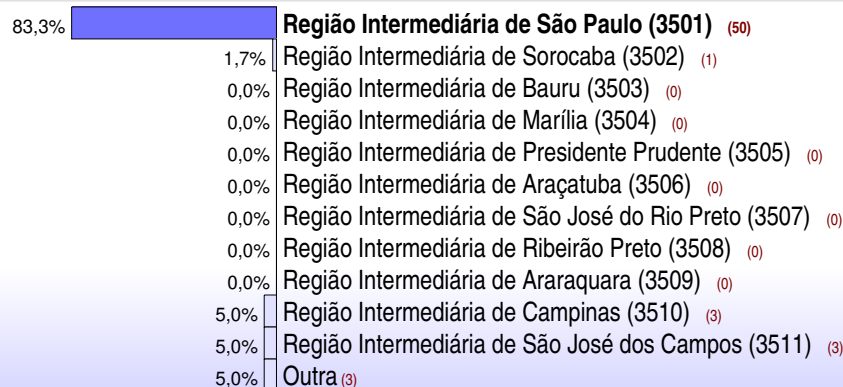 83,3% Região Intermediária de São Paulo (3501) (50)
1,7% Região Intermediária de Sorocaba (3502) (1)
0,0% Região Intermediária de Bauru (3503) (0)
0,0% Região Intermediária de Marília (3504) (0)
0,0% Região Intermediária de Presidente Prudente (3505) (0)
0,0% Região Intermediária de Araçatuba (3506) (0)
0,0% Região Intermediária de São José do Rio Preto (3507) (0)
0,0% Região Intermediária de Ribeirão Preto (3508) (0)
0,0% Região Intermediária de Araraquara (3509) (0)
5,0% Região Intermediária de Campinas (3510) (3)
5,0% Região Intermediária de São José dos Campos (3511) (3)
5,0% Outra (3)